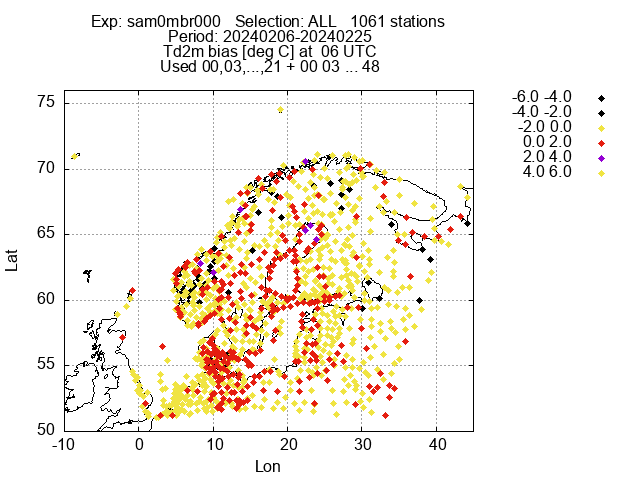 Exp: sam0mbr000   Selection: ALL   1061 stations
Period: 20240206-20240225
Td2m bias [deg C] at  06 UTC
Used 00,03,...,21 + 00 03 ... 48
-6.0 -4.0
-4.0 -2.0
-2.0 0.0
0.0 2.0
2.0 4.0
4.0 6.0
75
70
65
60
55
50
Lat
-10 0 10 20 30 40
Lon